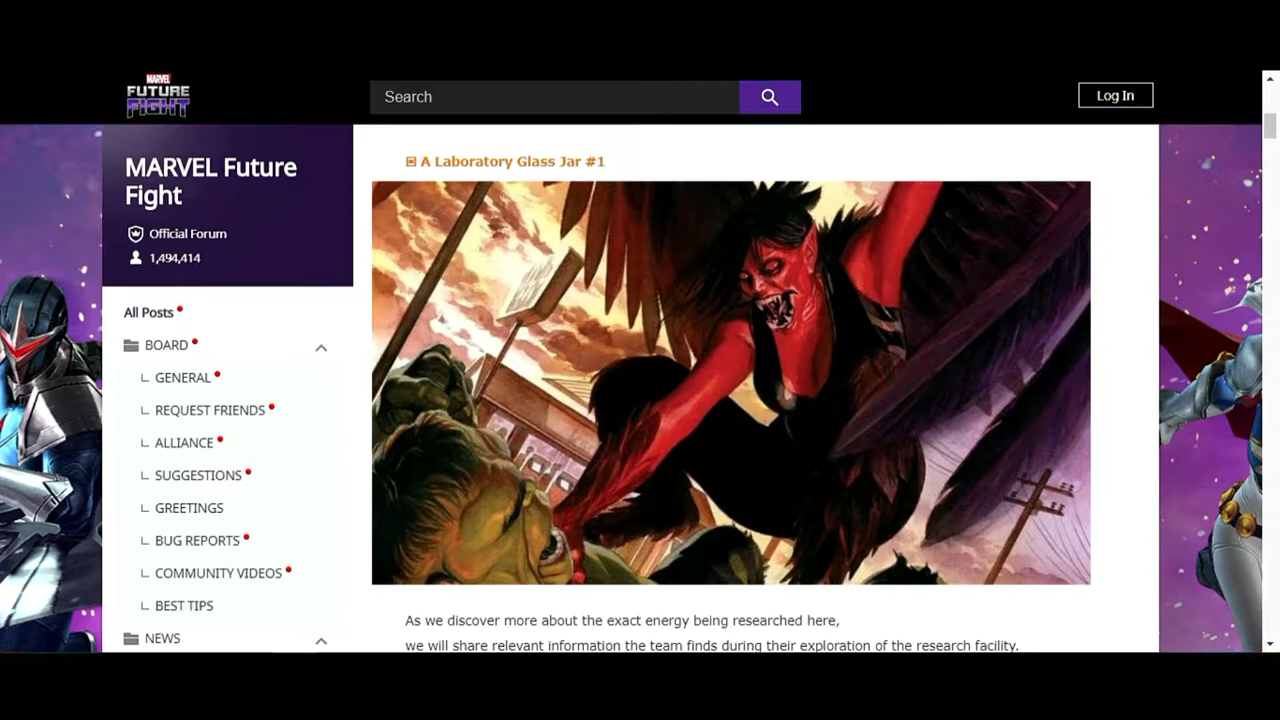 MARVEL
FUTURE
FIGHT
Search
Log In
MARVEL Future
Fight
Official Forum
1,494,414
All Posts
BOARD
GENERAL
REQUEST FRIENDS
ALLIANCE
SUGGESTIONS
GREETINGS
BUG REPORTS
COMMUNITY VIDEOS
BEST TIPS
NEWS
A Laboratory Glass Jar #1
As we discover more about the exact energy being researched here,
we will share relevant information the team finds during their exploration of the research facility.